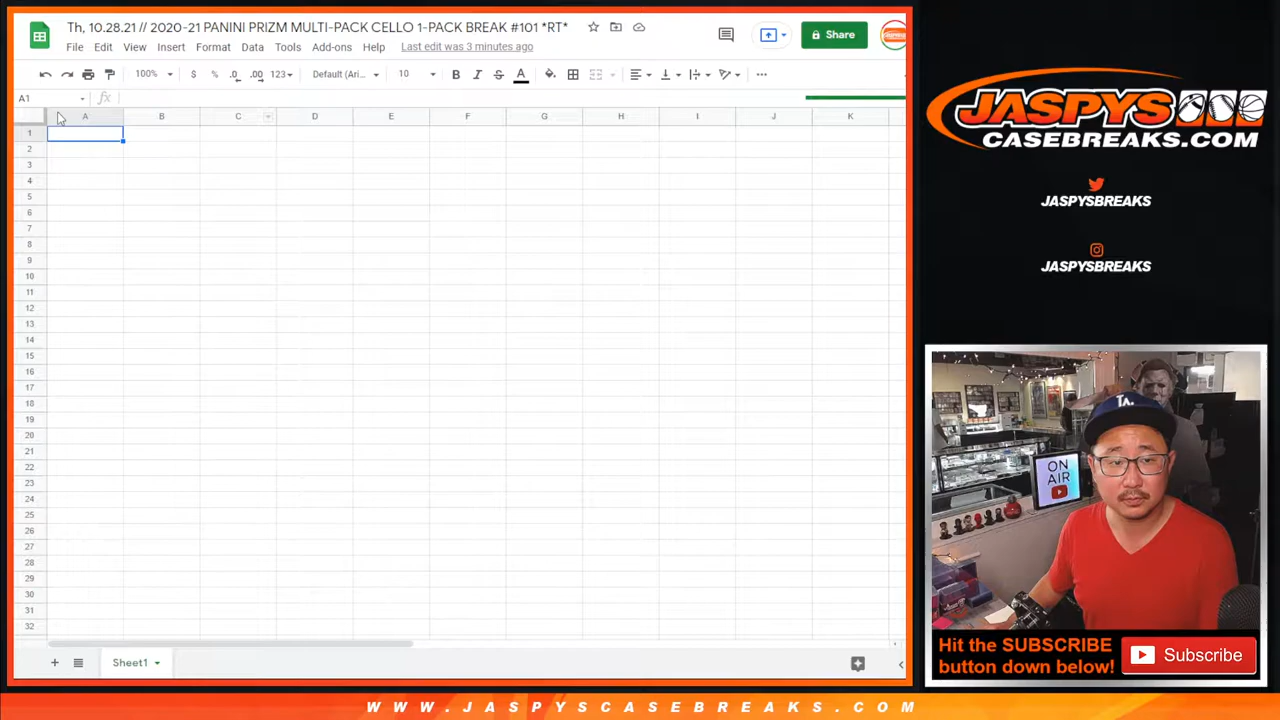 Th, 10.28.21 // 2020-21 PANINI PRIZM MULTI-PACK CELLO 1-PACK BREAK #101 *RT*
File Edit View Insert Format Data Tools Add-ons Help Last edit was 3 minutes ago
Share
100% $ % .0 .00 123 Default (Ari... 10 B I S A
A1 fx
A B C D E F G H I J K
1
2
3
4
5
6
7
8
9
10
11
12
13
14
15
16
17
18
19
20
21
22
23
24
25
26
27
28
29
30
31
32
+ Sheet1
JASPYS
CASEBREAKS.COM
JASPYSBREAKS
JASPYSBREAKS
LA
ON
AIR
Hit the SUBSCRIBE
button down below!
Subscribe
WWW.JASPYSCASEBREAKS.COM